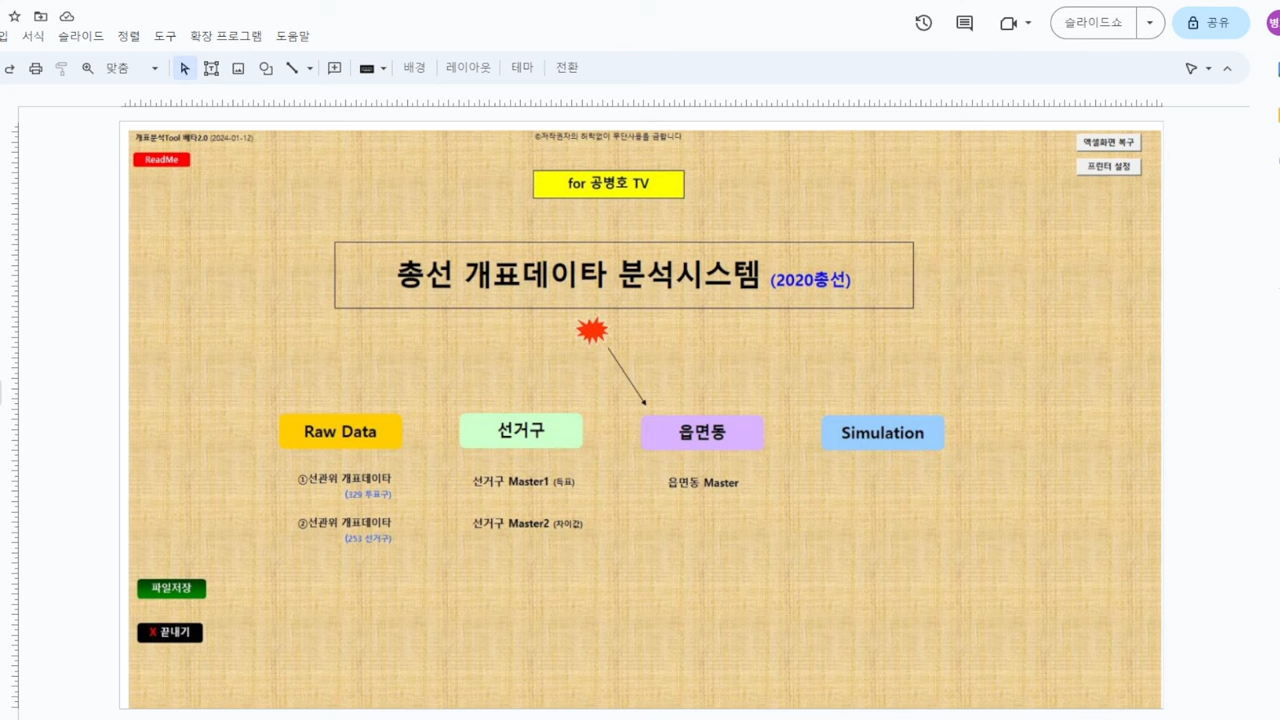 입 서식 슬라이드 정렬 도구 확장 프로그램 도움말
슬라이드쇼
공유
병
맞춤
배경 레이아웃 테마 전환
개표분석Tool 베타2.0 (2024-01-12)
©저작권자의 허락없이 무단사용을 금합니다
액셀화면 복구
ReadMe
프린터 설정
for 공병호 TV
총선 개표데이타 분석시스템 (2020총선)
Raw Data 선거구 읍면동 Simulation
①선관위 개표데이타 선거구 Master1 (득표) 읍면동 Master
(329 투표구)
②선관위 개표데이타 선거구 Master2 (차이값)
(253 선거구)
파일저장
X 끝내기